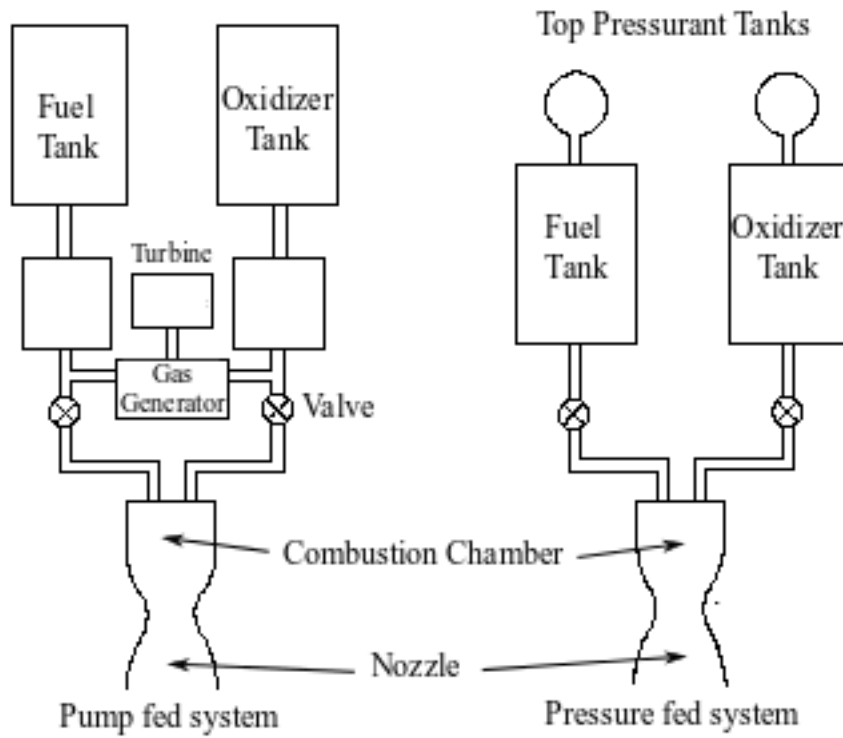 Top Pressurant Tanks
Fuel
Tank
Oxidizer
Tank
Turbine
Gas
Generator
Valve
Fuel
Tank
Oxidizer
Tank
Combustion Chamber
Nozzle
Pump fed system
Pressure fed system